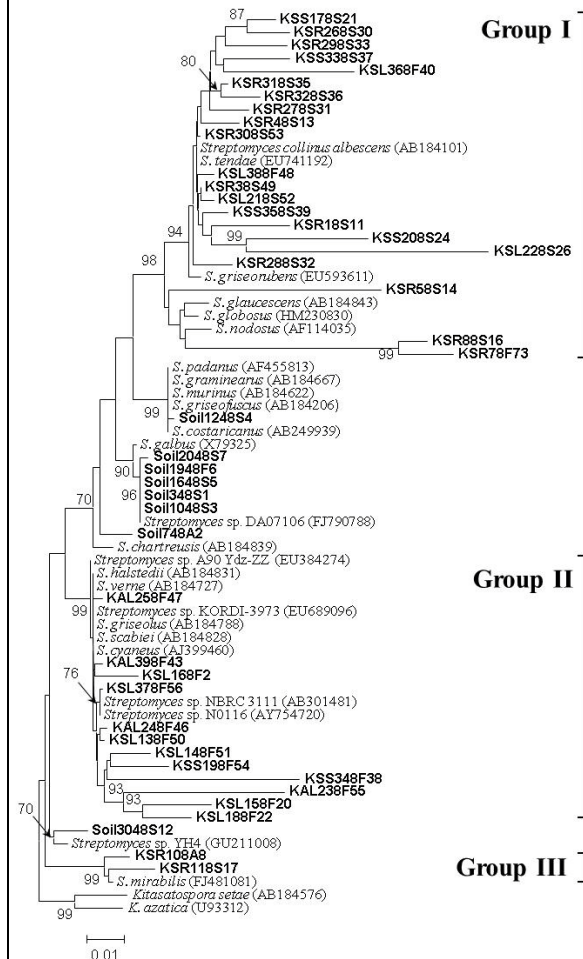 87
KSS178S21
Group I
KSR268S30
KSR298S33
KSS338S37
80
KSL368F40
KSR318S35
KSR328S36
KSR278S31
KSR48S13
KSR308S53
Streptomyces collinus albescens (AB184101)
S. tendae (EU741192)
KSL388F48
KSR38S49
KSL218S52
KSS358S39
94
KSR18S11
99
KSS208S24
KSL228S26
98
KSR288S32
S. griseorubens (EU593611)
KSR58S14
S. glaucescens (AB184843)
S. globosus (HM230830)
S. nodosus (AF114035)
KSR88S16
99
KSR78F73
S. padanus (AF455813)
S. graminearus (AB184667)
S. murinus (AB184622)
S. griseofuscus (AB184206)
99
Soil1248S4
S. costaricanus (AB249939)
S. galbus (X79325)
Soil2048S7
90
Soil1948F6
Soil1648S5
96
Soil348S1
70
Soil1048S3
Streptomyces sp. DA07106 (FJ790788)
Soil748A2
S. chartreusis (AB184839)
Streptomyces sp. A90 Ydz-ZZ (EU384274)
S. halstedii (AB184831)
Group II
S. verne (AB184727)
99
KAL258F47
Streptomyces sp. KORDI-3973 (EU689096)
S. griseolus (AB184788)
S. scabiei (AB184828)
S. cyaneus (AJ399460)
KAL398F43
76
KSL168F2
KSL378F56
Streptomyces sp. NBRC 3111 (AB301481)
Streptomyces sp. N0116 (AY754720)
KAL248F46
KSL138F50
KSL148F51
KSS198F54
KSS348F38
93
KAL238F55
93
KSL158F20
70
KSL188F22
Soil3048S12
Streptomyces sp. YH4 (GU211008)
KSR108A8
Group III
KSR118S17
99
S. mirabilis (FJ481081)
Kitasatospora setae (AB184576)
99
K. azatica (U93312)
0.01